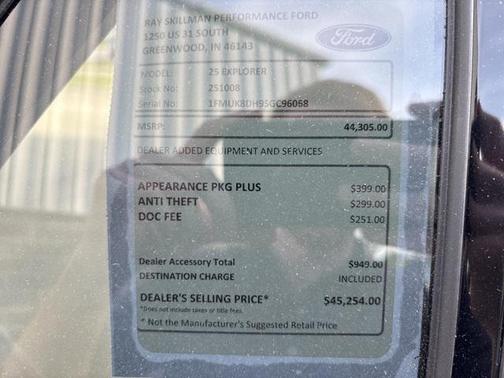 RAY SKILLMAN PERFORMANCE FORD
1250 US 31 SOUTH
GREENWOOD, IN 46143
Ford
MODEL: 25 EXPLORER
Stock No: 251008
Serial No: 1FMUK8DH9SGC96068
MSRP: 44,305.00
DEALER ADDED EQUIPMENT AND SERVICES
APPEARANCE PKG PLUS $399.00
ANTI THEFT $299.00
DOC FEE $251.00
Dealer Accessory Total $949.00
DESTINATION CHARGE INCLUDED
DEALER'S SELLING PRICE* $45,254.00
*Does not include taxes or title fees.
* Not the Manufacturer's Suggested Retail Price